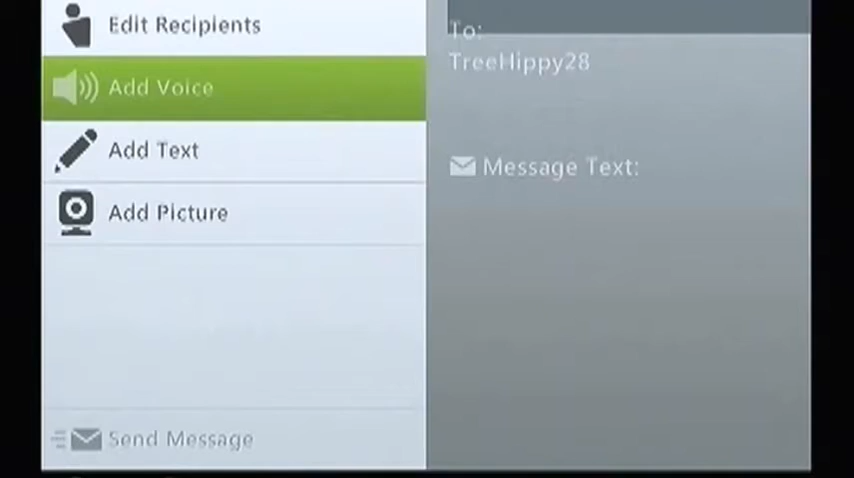 Edit Recipients
Add Voice
Add Text
Add Picture
Send Message
To:
TreeHippy28
Message Text: